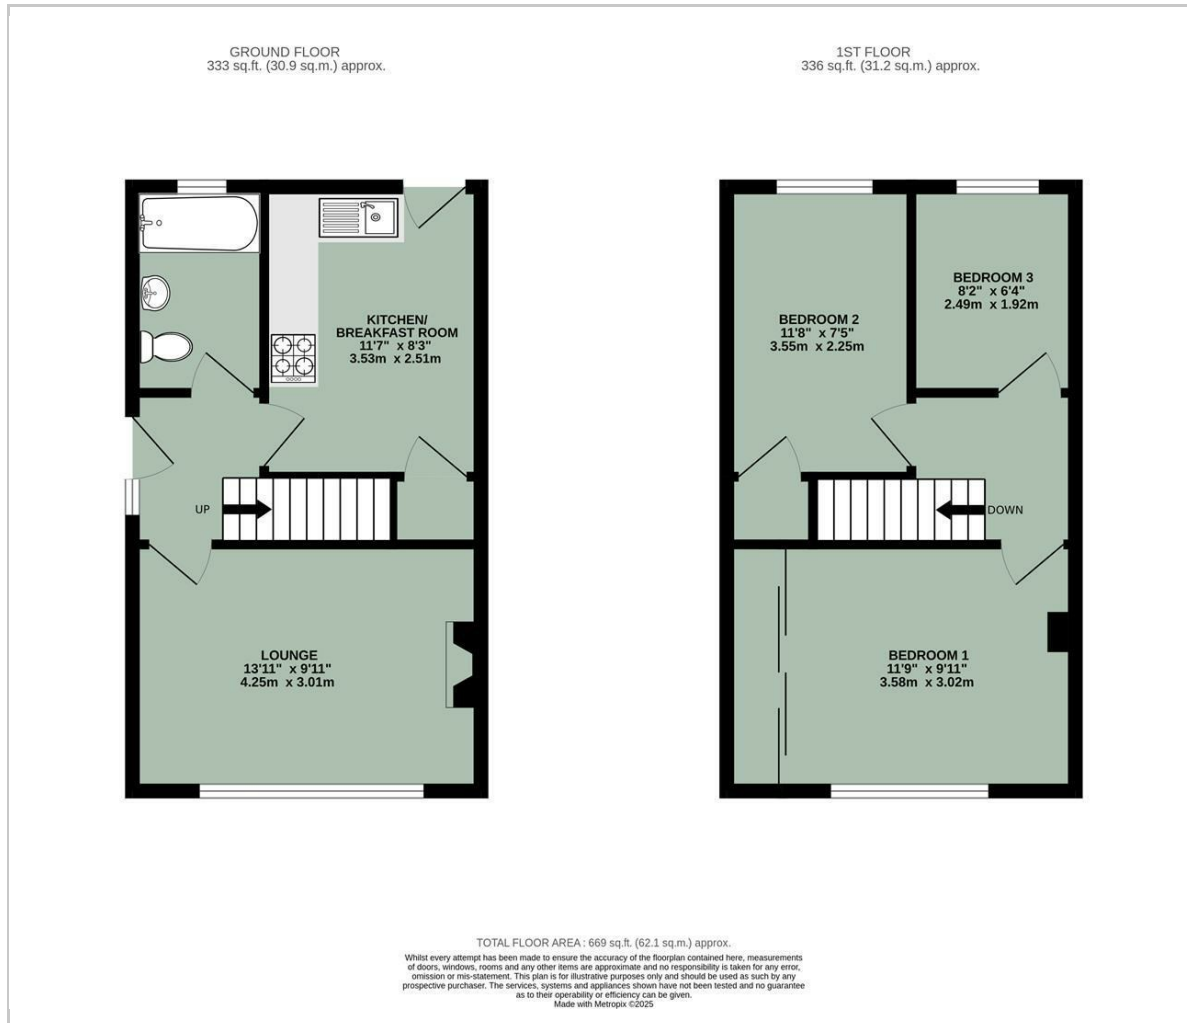 GROUND FLOOR
333 sq.ft. (30.9 sq.m.) approx.
1ST FLOOR
336 sq.ft. (31.2 sq.m.) approx.
KITCHEN/
BREAKFAST ROOM
11'7" x 8'3"
3.53m x 2.51m
UP
LOUNGE
13'11" x 9'11"
4.25m x 3.01m
BEDROOM 3
8'2" x 6'4"
2.49m x 1.92m
BEDROOM 2
11'8" x 7'5"
3.55m x 2.25m
DOWN
BEDROOM 1
11'9" x 9'11"
3.58m x 3.02m
TOTAL FLOOR AREA : 669 sq.ft. (62.1 sq.m.) approx.
Whilst every attempt has been made to ensure the accuracy of the floorplan contained here, measurements
of doors, windows, rooms and any other items are approximate and no responsibility is taken for any error,
omission or mis-statement. This plan is for illustrative purposes only and should be used as such by any
prospective purchaser. The services, systems and appliances shown have not been tested and no guarantee
as to their operability or efficiency can be given.
Made with Metropix ©2025